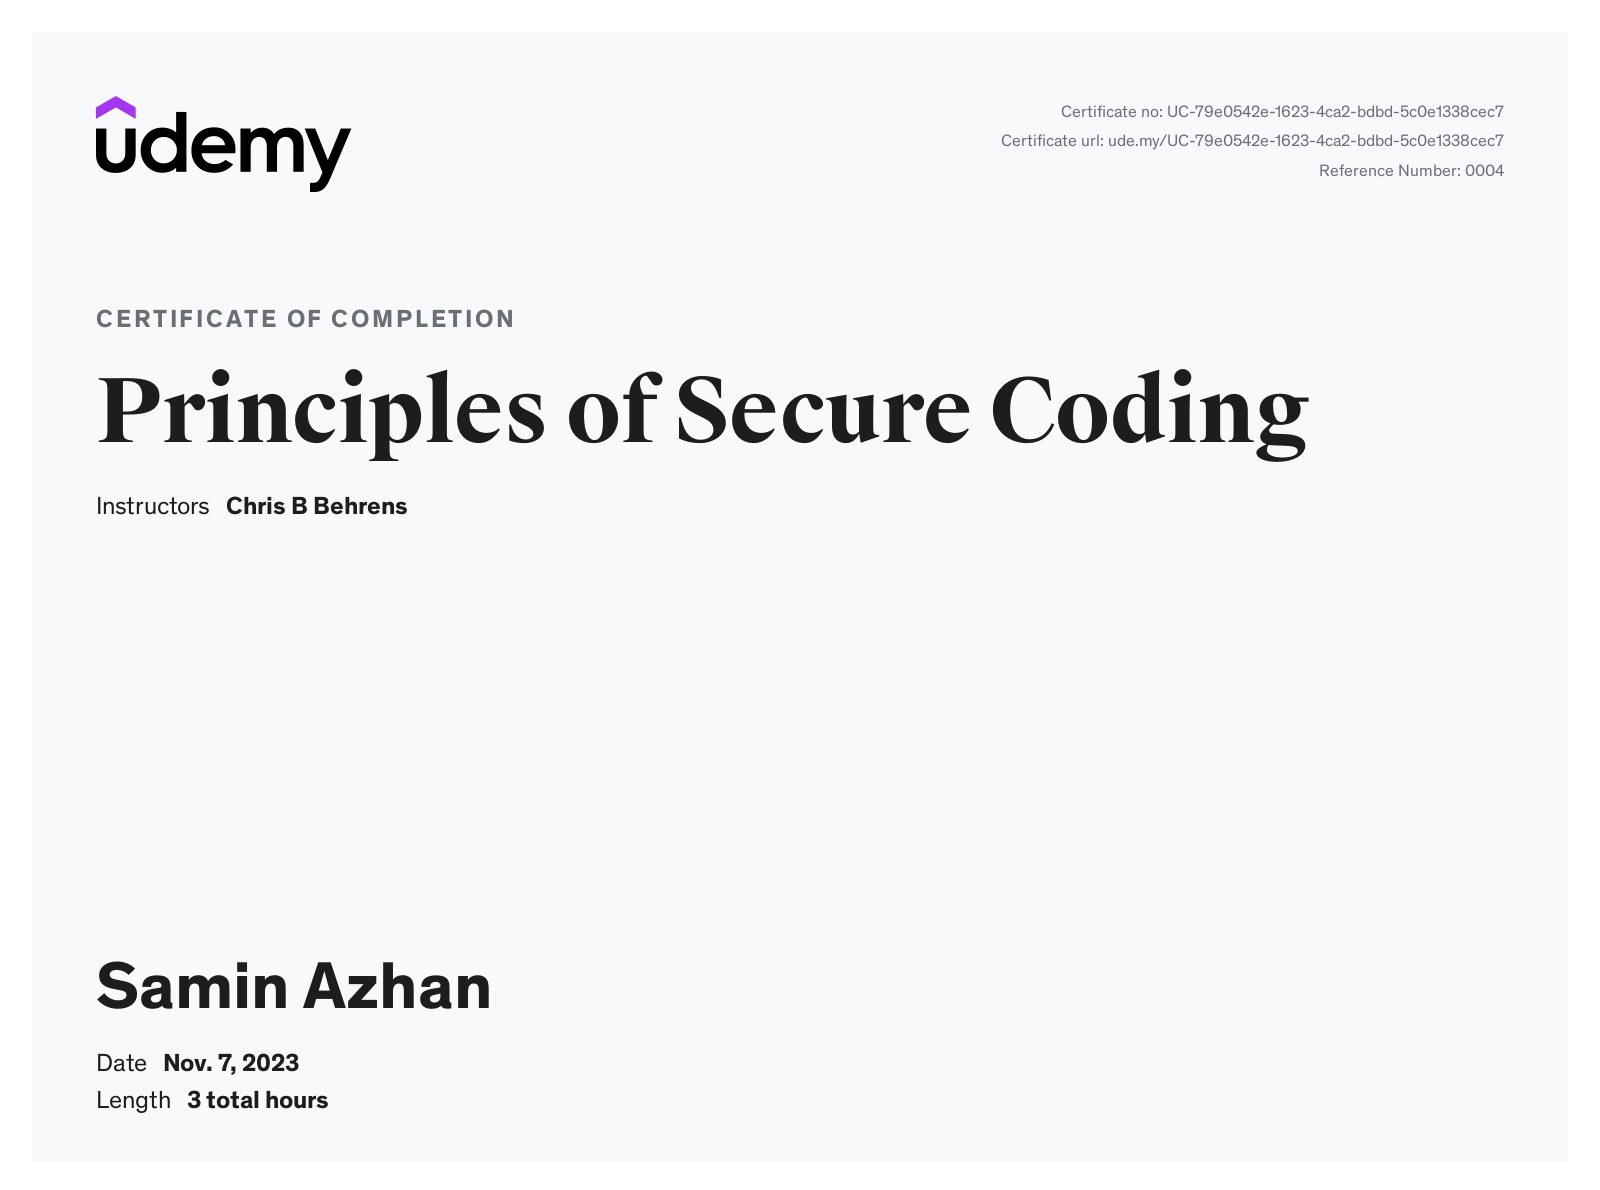 udemy
Certificate no: UC-79e0542e-1623-4ca2-bdbd-5c0e1338cec7
Certificate url: ude.my/UC-79e0542e-1623-4ca2-bdbd-5c0e1338cec7
Reference Number: 0004
CERTIFICATE OF COMPLETION
Principles of Secure Coding
Instructors Chris B Behrens
Samin Azhan
Date Nov. 7, 2023
Length 3 total hours